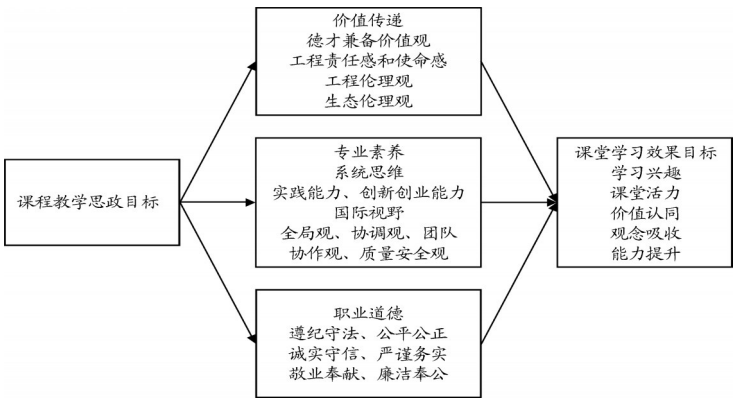 课程教学思政目标
价值传递
德才兼备价值观
工程责任感和使命感
工程伦理观
生态伦理观
专业素养
系统思维
实践能力、创新创业能力
国际视野
全局观、协调观、团队
协作观、质量安全观
职业道德
遵纪守法、公平公正
诚实守信、严谨务实
敬业奉献、廉洁奉公
课堂学习效果目标
学习兴趣
课堂活力
价值认同
观念吸收
能力提升